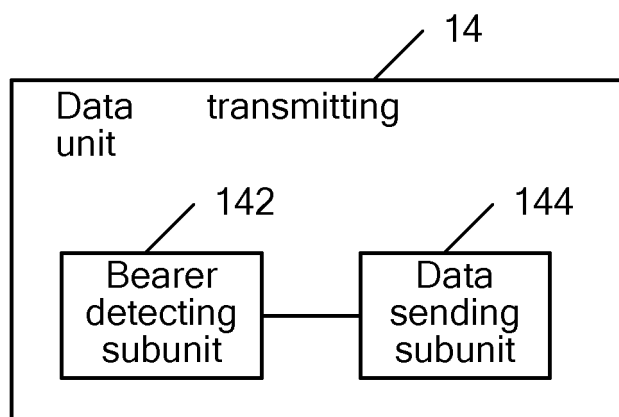 14
Data transmitting
unit
142
144
Bearer
detecting
subunit
Data
sending
subunit